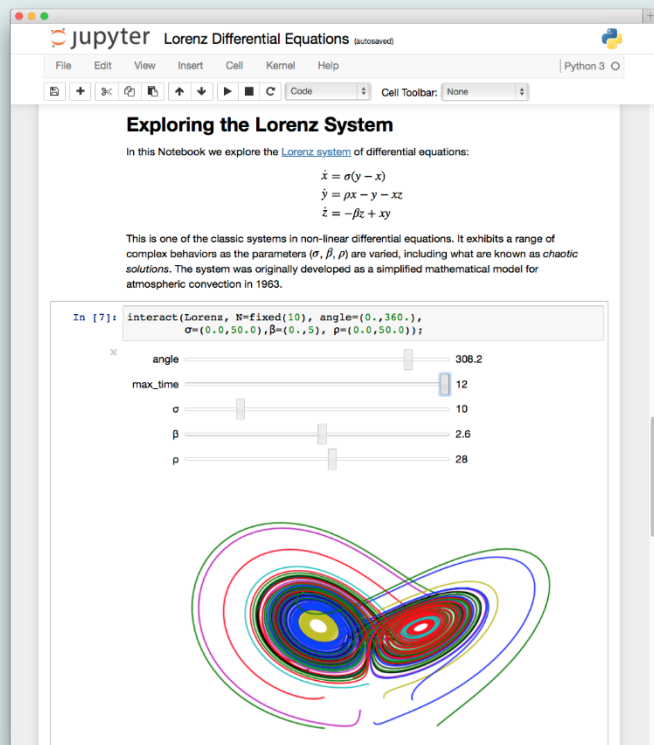 jupyter Lorenz Differential Equations (autosaved)
File Edit View Insert Cell Kernel Help Python 3
Code Cell Toolbar: None
Exploring the Lorenz System
In this Notebook we explore the Lorenz system of differential equations:
ẋ = σ(y − x)
ẏ = ρx − y − xz
ż = −βz + xy
This is one of the classic systems in non-linear differential equations. It exhibits a range of
complex behaviors as the parameters (σ, β, ρ) are varied, including what are known as chaotic
solutions. The system was originally developed as a simplified mathematical model for
atmospheric convection in 1963.
In [7]: interact(Lorenz, N=fixed(10), angle=(0.,360.),
σ=(0.0,50.0),β=(0.,5), ρ=(0.0,50.0));
angle 308.2
max_time 12
σ 10
β 2.6
ρ 28